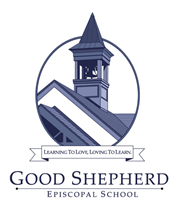 Learning To Love, Loving To Learn.
Good Shepherd
Episcopal School